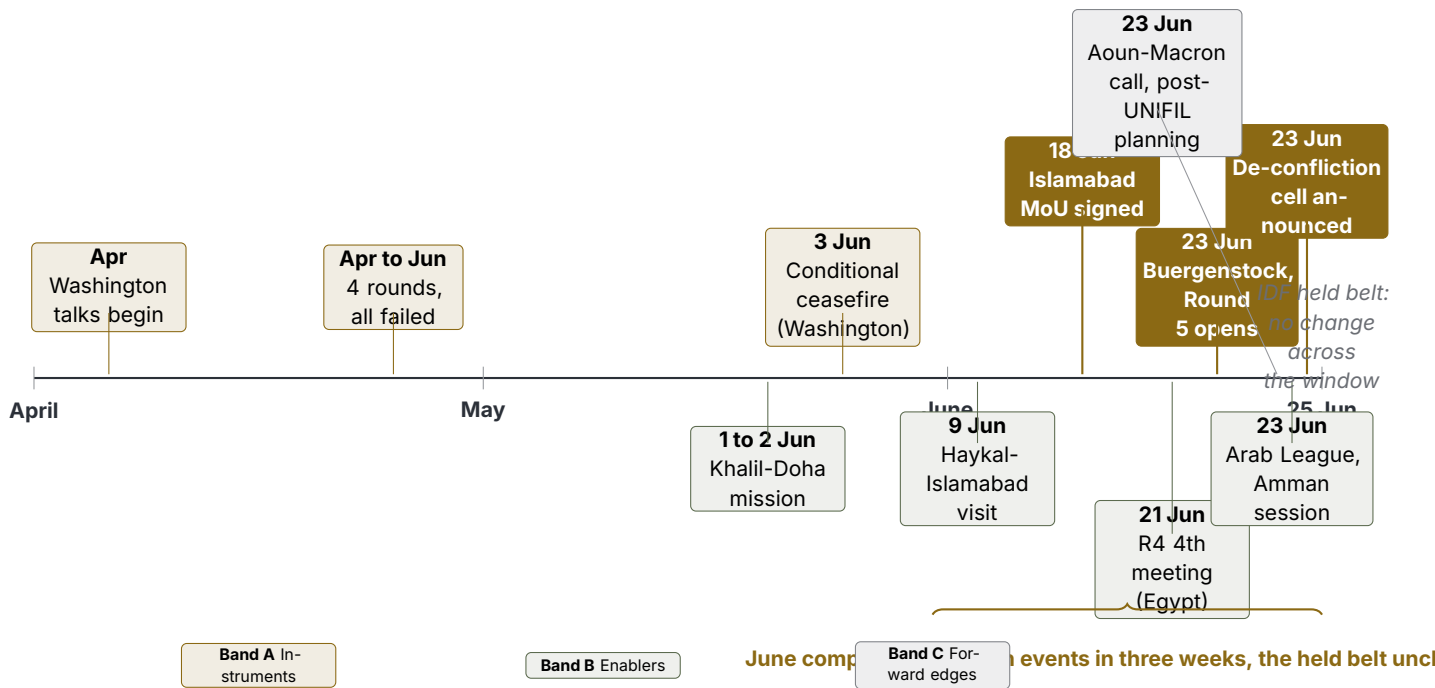 23 Jun
Aoun-Macron
call, post-
UNIFIL
planning
18 Jun
Islamabad
MoU signed
23 Jun
De-confliction
cell an-
nounced
23 Jun
Buergenstock,
Round
5 opens
Apr
Washington
talks begin
Apr to Jun
4 rounds,
all failed
3 Jun
Conditional
ceasefire
(Washington)
IDF held belt:
no change
across
the window
April
May
June
25 Jun
1 to 2 Jun
Khalil-Doha
mission
9 Jun
Haykal-
Islamabad
visit
23 Jun
Arab League,
Amman
session
21 Jun
R4 4th
meeting
(Egypt)
Band A In-
struments
Band B Enablers
Band C For-
ward edges
June events in three weeks, the held belt